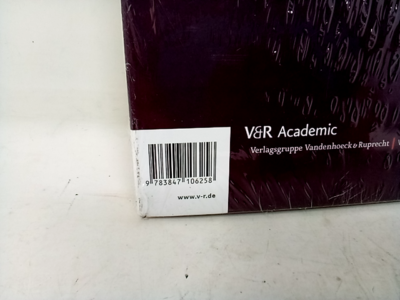 V&R Academic
Verlagsgruppe Vandenhoeck & Ruprecht
9 783847 106258
www.v-r.de